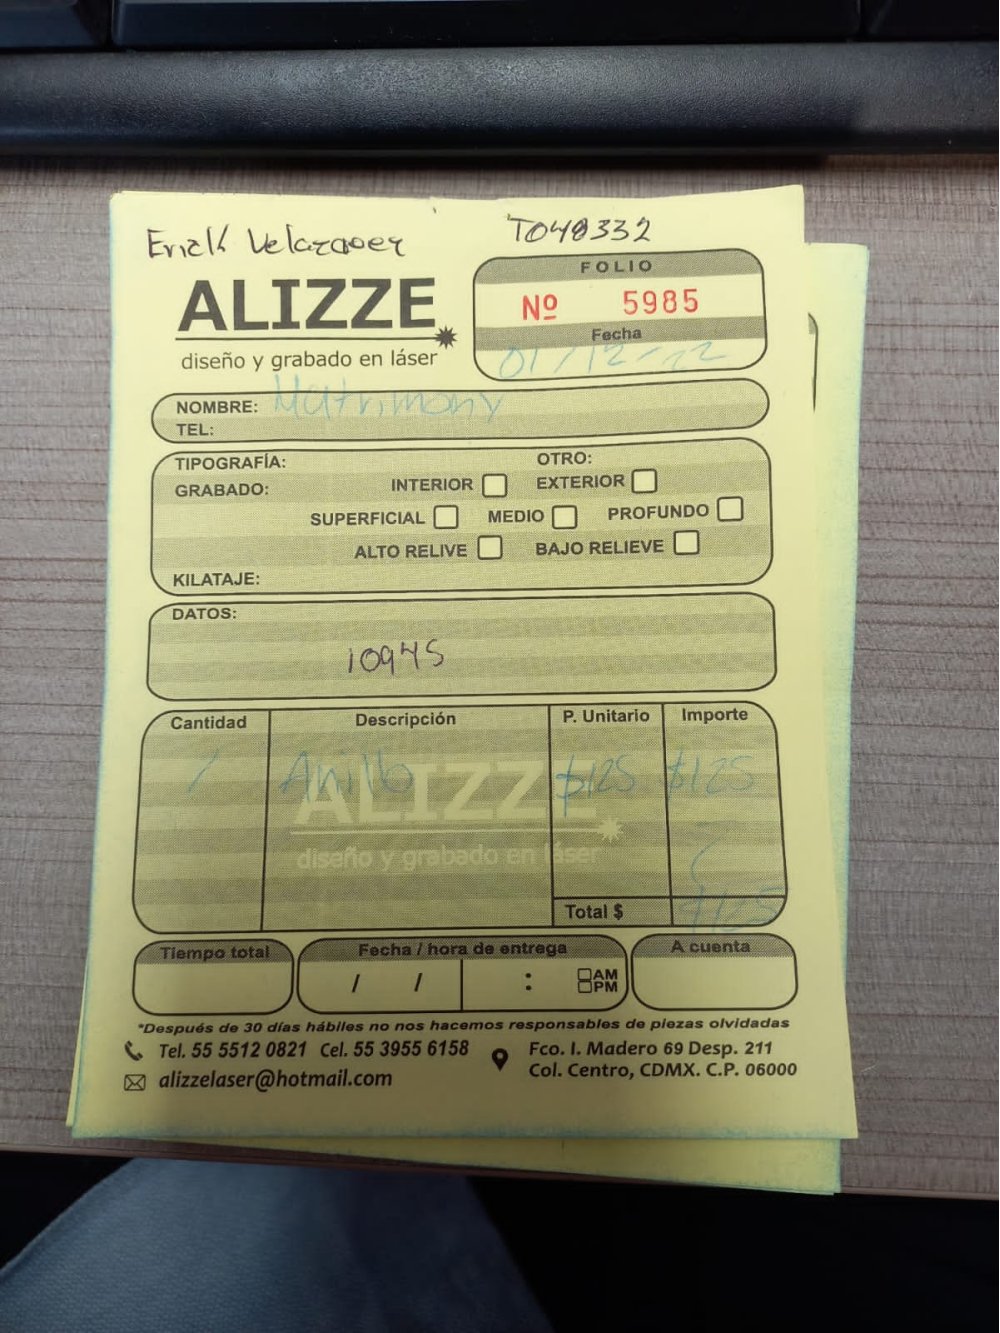 Erick Velazquez
T048332
ALIZZE
diseño y grabado en láser
FOLIO
Nº 5985
Fecha
01/12-22
NOMBRE: Matrimony
TEL:
TIPOGRAFÍA: OTRO:
GRABADO: INTERIOR EXTERIOR
SUPERFICIAL MEDIO PROFUNDO
ALTO RELIVE BAJO RELIEVE
KILATAJE:
DATOS:
10945
Cantidad Descripción P. Unitario Importe
1 Anillo $125 $125
ALIZZE
diseño y grabado en láser
Total $ 125
Tiempo total Fecha / hora de entrega A cuenta
/ / : AM
PM
*Después de 30 días hábiles no nos hacemos responsables de piezas olvidadas
Tel. 55 5512 0821 Cel. 55 3955 6158
alizzelaser@hotmail.com
Fco. I. Madero 69 Desp. 211
Col. Centro, CDMX. C.P. 06000